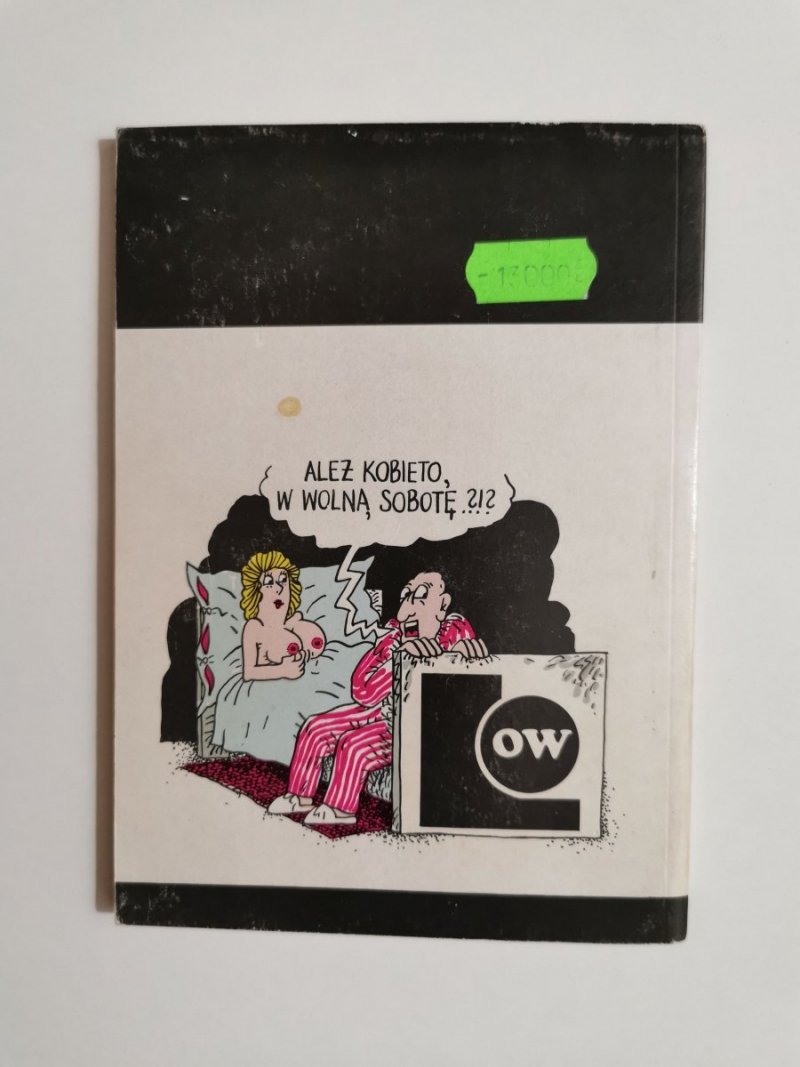 -13000
ALEŻ KOBIETO,
W WOLNĄ SOBOTĘ ..?!?
OW